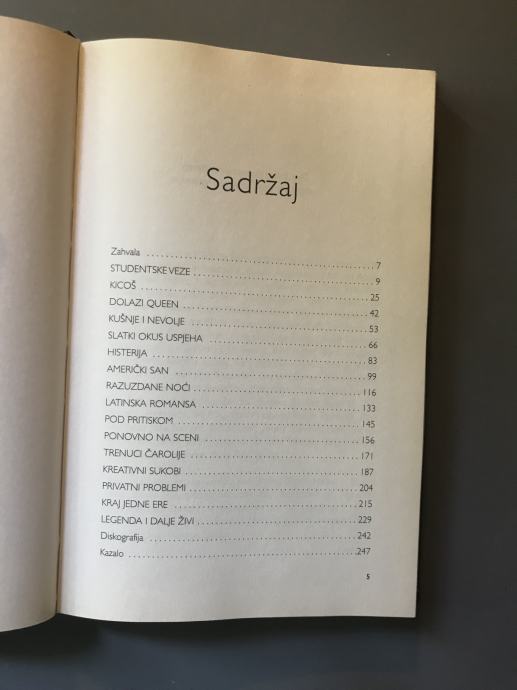 Sadržaj
Zahvala 7
STUDENTSKE VEZE 9
KICOŠ 25
DOLAZI QUEEN 42
KUŠNJE I NEVOLJE 53
SLATKI OKUS USPJEHA 66
HISTERIJA 83
AMERIČKI SAN 99
RAZUZDANE NOĆI 116
LATINSKA ROMANSA 133
POD PRITISKOM 145
PONOVNO NA SCENI 156
TRENUCI ČAROLIJE 171
KREATIVNI SUKOBI 187
PRIVATNI PROBLEMI 204
KRAJ JEDNE ERE 215
LEGENDA I DALJE ŽIVI 229
Diskografija 242
Kazalo 247
5